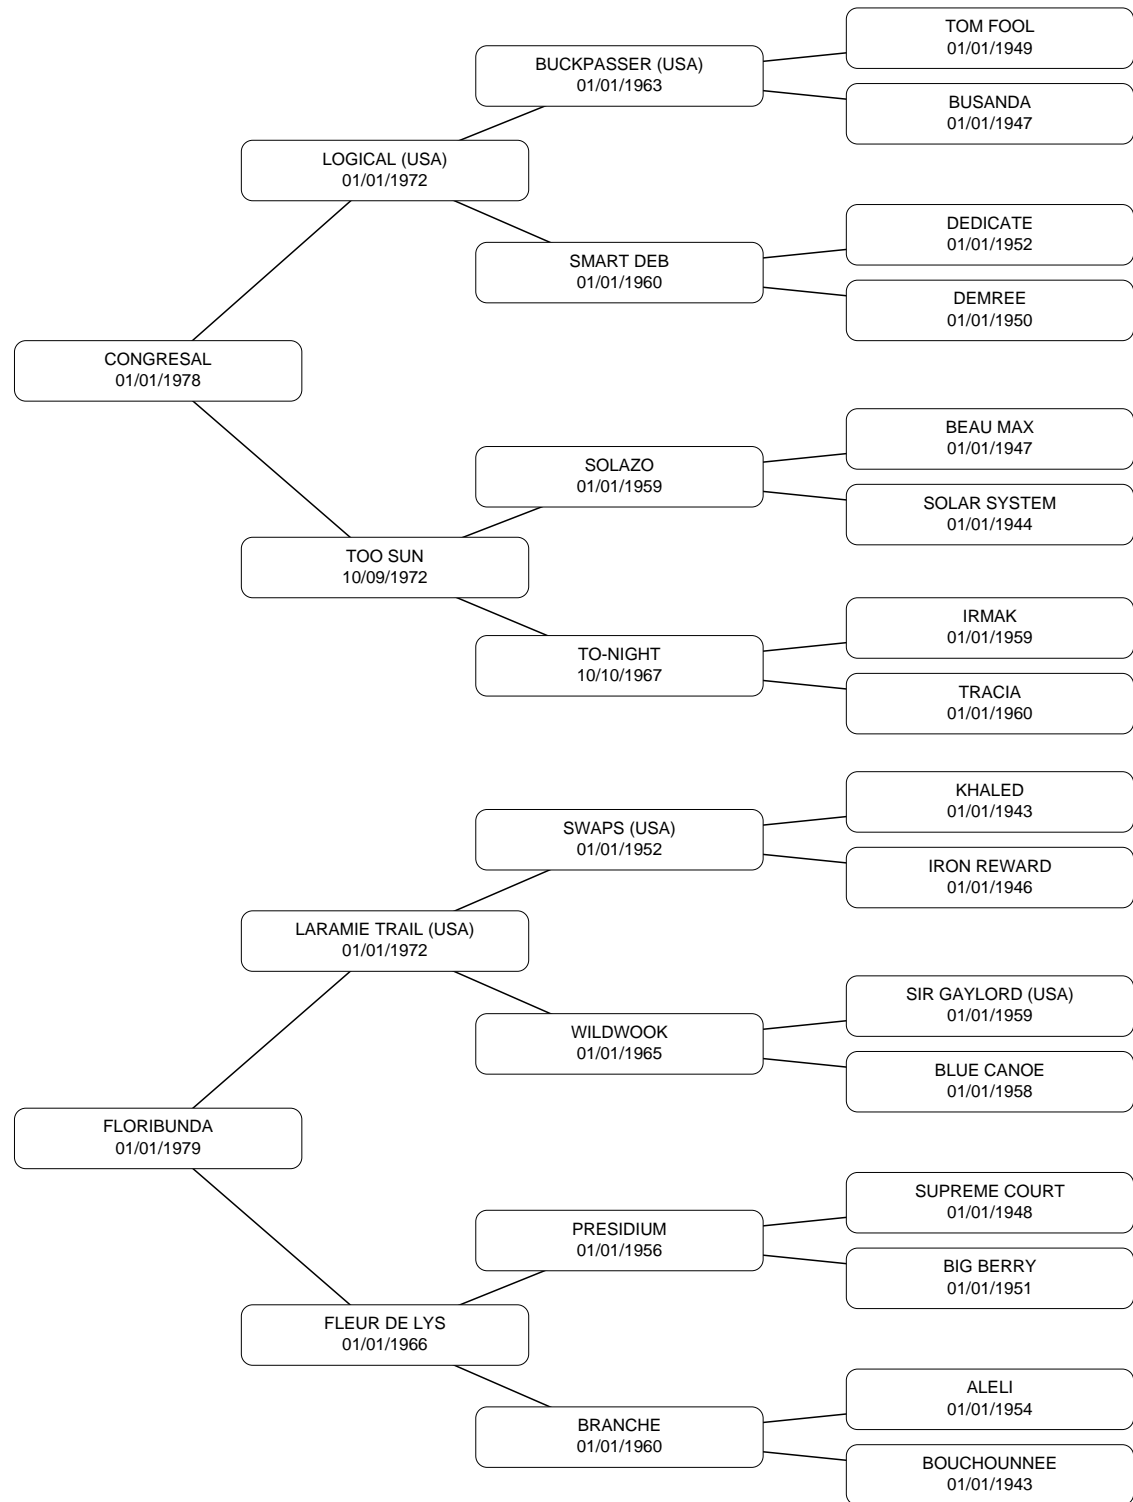 TOM FOOL
01/01/1949
BUCKPASSER (USA)
01/01/1963
BUSANDA
01/01/1947
LOGICAL (USA)
01/01/1972
DEDICATE
01/01/1952
SMART DEB
01/01/1960
DEMREE
01/01/1950
CONGRESAL
01/01/1978
BEAU MAX
01/01/1947
SOLAZO
01/01/1959
SOLAR SYSTEM
01/01/1944
TOO SUN
10/09/1972
IRMAK
01/01/1959
TO-NIGHT
10/10/1967
TRACIA
01/01/1960
KHALED
01/01/1943
SWAPS (USA)
01/01/1952
IRON REWARD
01/01/1946
LARAMIE TRAIL (USA)
01/01/1972
SIR GAYLORD (USA)
01/01/1959
WILDWOOK
01/01/1965
BLUE CANOE
01/01/1958
FLORIBUNDA
01/01/1979
SUPREME COURT
01/01/1948
PRESIDIUM
01/01/1956
BIG BERRY
01/01/1951
FLEUR DE LYS
01/01/1966
ALELI
01/01/1954
BRANCHE
01/01/1960
BOUCHOUNNEE
01/01/1943